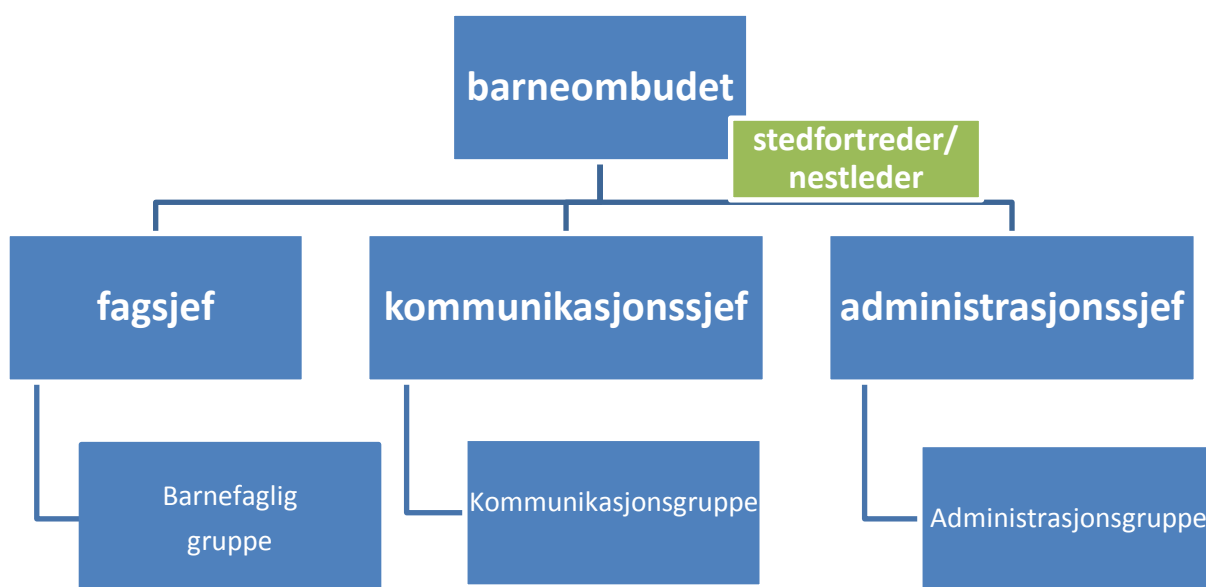 barneombudet
stedfortreder/
nestleder
fagsjef
kommunikasjonssjef
administrasjonssjef
Barnefaglig
gruppe
Kommunikasjonsgruppe
Administrasjonsgruppe